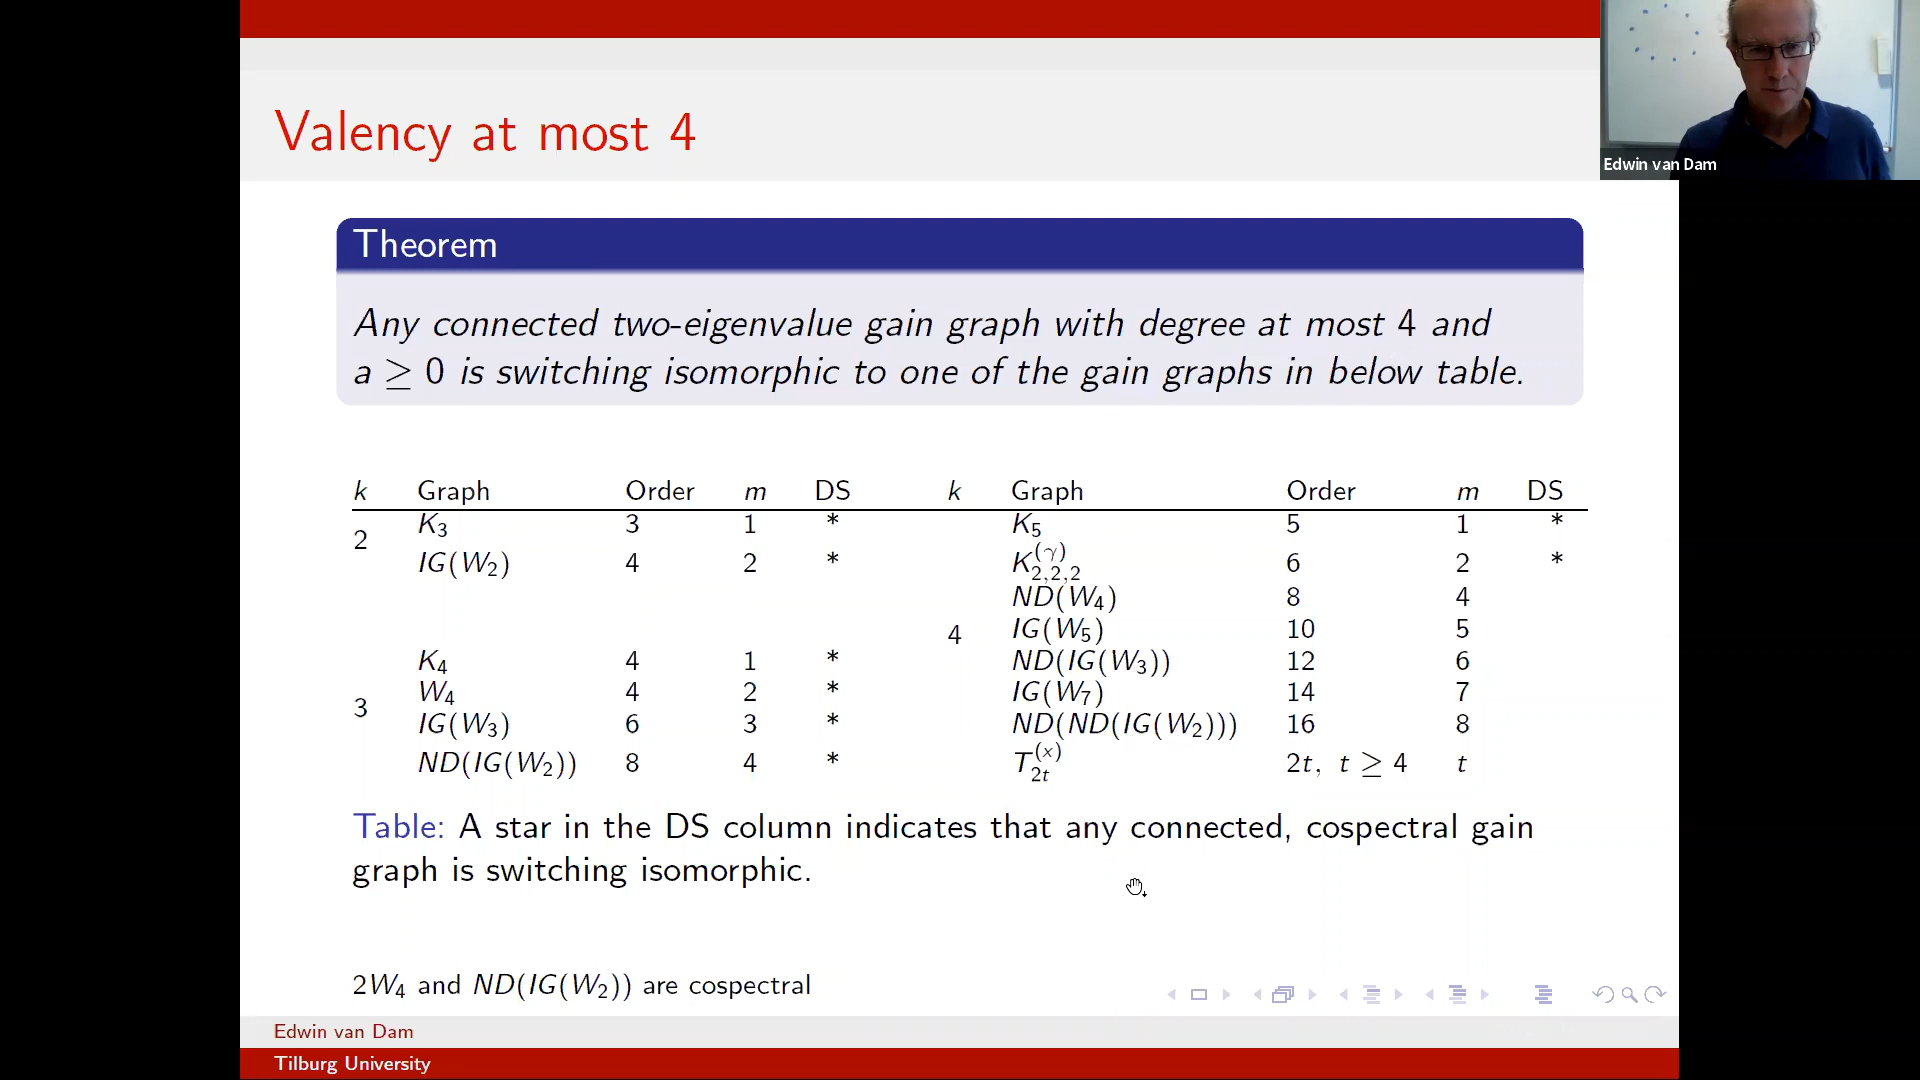 Valency at most 4
Edwin van Dam
Theorem
Any connected two-eigenvalue gain graph with degree at most 4 and
a ≥ 0 is switching isomorphic to one of the gain graphs in below table.
k Graph Order m DS k Graph Order m DS
2 K₃ 3 1 * 4 K₅ 5 1 *
IG(W₂) 4 2 * K₂,₂,₂^(γ) 6 2 *
ND(W₄) 8 4
IG(W₅) 10 5
3 K₄ 4 1 * ND(IG(W₃)) 12 6
W₄ 4 2 * IG(W₇) 14 7
IG(W₃) 6 3 * ND(ND(IG(W₂))) 16 8
ND(IG(W₂)) 8 4 * T₂ₜ^(x) 2t, t ≥ 4 t
Table: A star in the DS column indicates that any connected, cospectral gain
graph is switching isomorphic.
2W₄ and ND(IG(W₂)) are cospectral
Edwin van Dam
Tilburg University